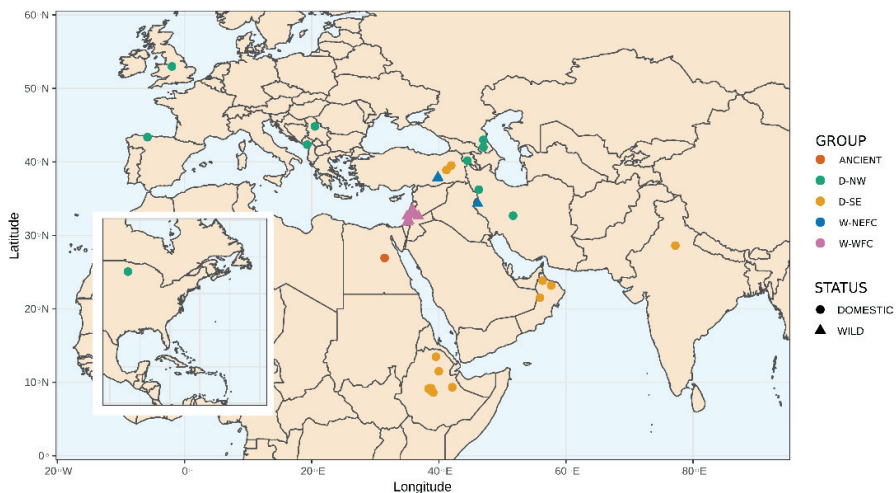 60°N
50°N
40°N
30°N
20°N
10°N
0°
20°W
0°
20°E
40°E
60°E
80°E
Latitude
Longitude
GROUP
ANCIENT
D-NW
D-SE
W-NEFC
W-WFC
STATUS
DOMESTIC
WILD